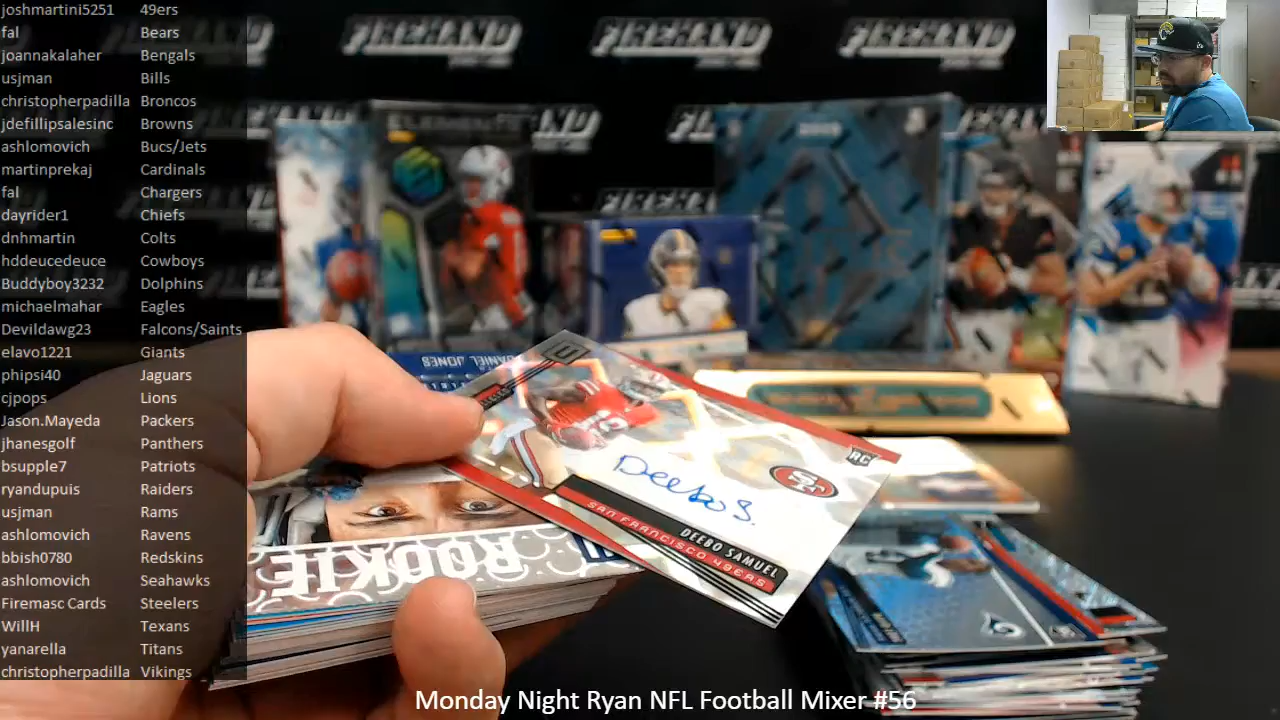 joshmartini5251 49ers
fal Bears
joannakalaher Bengals
usjman Bills
christopherpadilla Broncos
jdefillipsalesinc Browns
ashlomovich Bucs/Jets
martinprekaj Cardinals
fal Chargers
dayrider1 Chiefs
dnhmartin Colts
hddeucedeuce Cowboys
Buddyboy3232 Dolphins
michaelmahar Eagles
Devildawg23 Falcons/Saints
elavo1221 Giants
phipsi40 Jaguars
cjpops Lions
Jason.Mayeda Packers
jhanesgolf Panthers
bsupple7 Patriots
ryandupuis Raiders
usjman Rams
ashlomovich Ravens
bbish0780 Redskins
ashlomovich Seahawks
Firemasc Cards Steelers
WillH Texans
yanarella Titans
christopherpadilla Vikings
FIREHAND FIREHAND FIREHAND
DANIEL JONES
U
RC
SF
Deebo S.
DEEBO SAMUEL
SAN FRANCISCO 49ERS
ROOKIE
Monday Night Ryan NFL Football Mixer #56